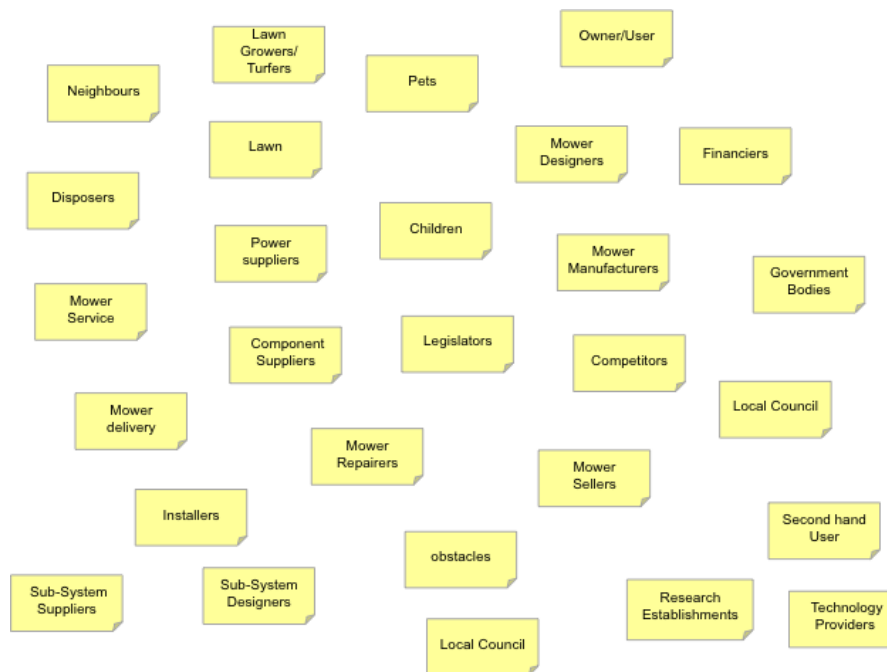 Lawn
Growers/
Turfers
Owner/User
Neighbours
Pets
Lawn
Mower
Designers
Financiers
Disposers
Children
Power
suppliers
Mower
Manufacturers
Government
Bodies
Mower
Service
Component
Suppliers
Legislators
Competitors
Local Council
Mower
delivery
Mower
Repairers
Mower
Sellers
Installers
Second hand
User
obstacles
Sub-System
Suppliers
Sub-System
Designers
Research
Establishments
Technology
Providers
Local Council